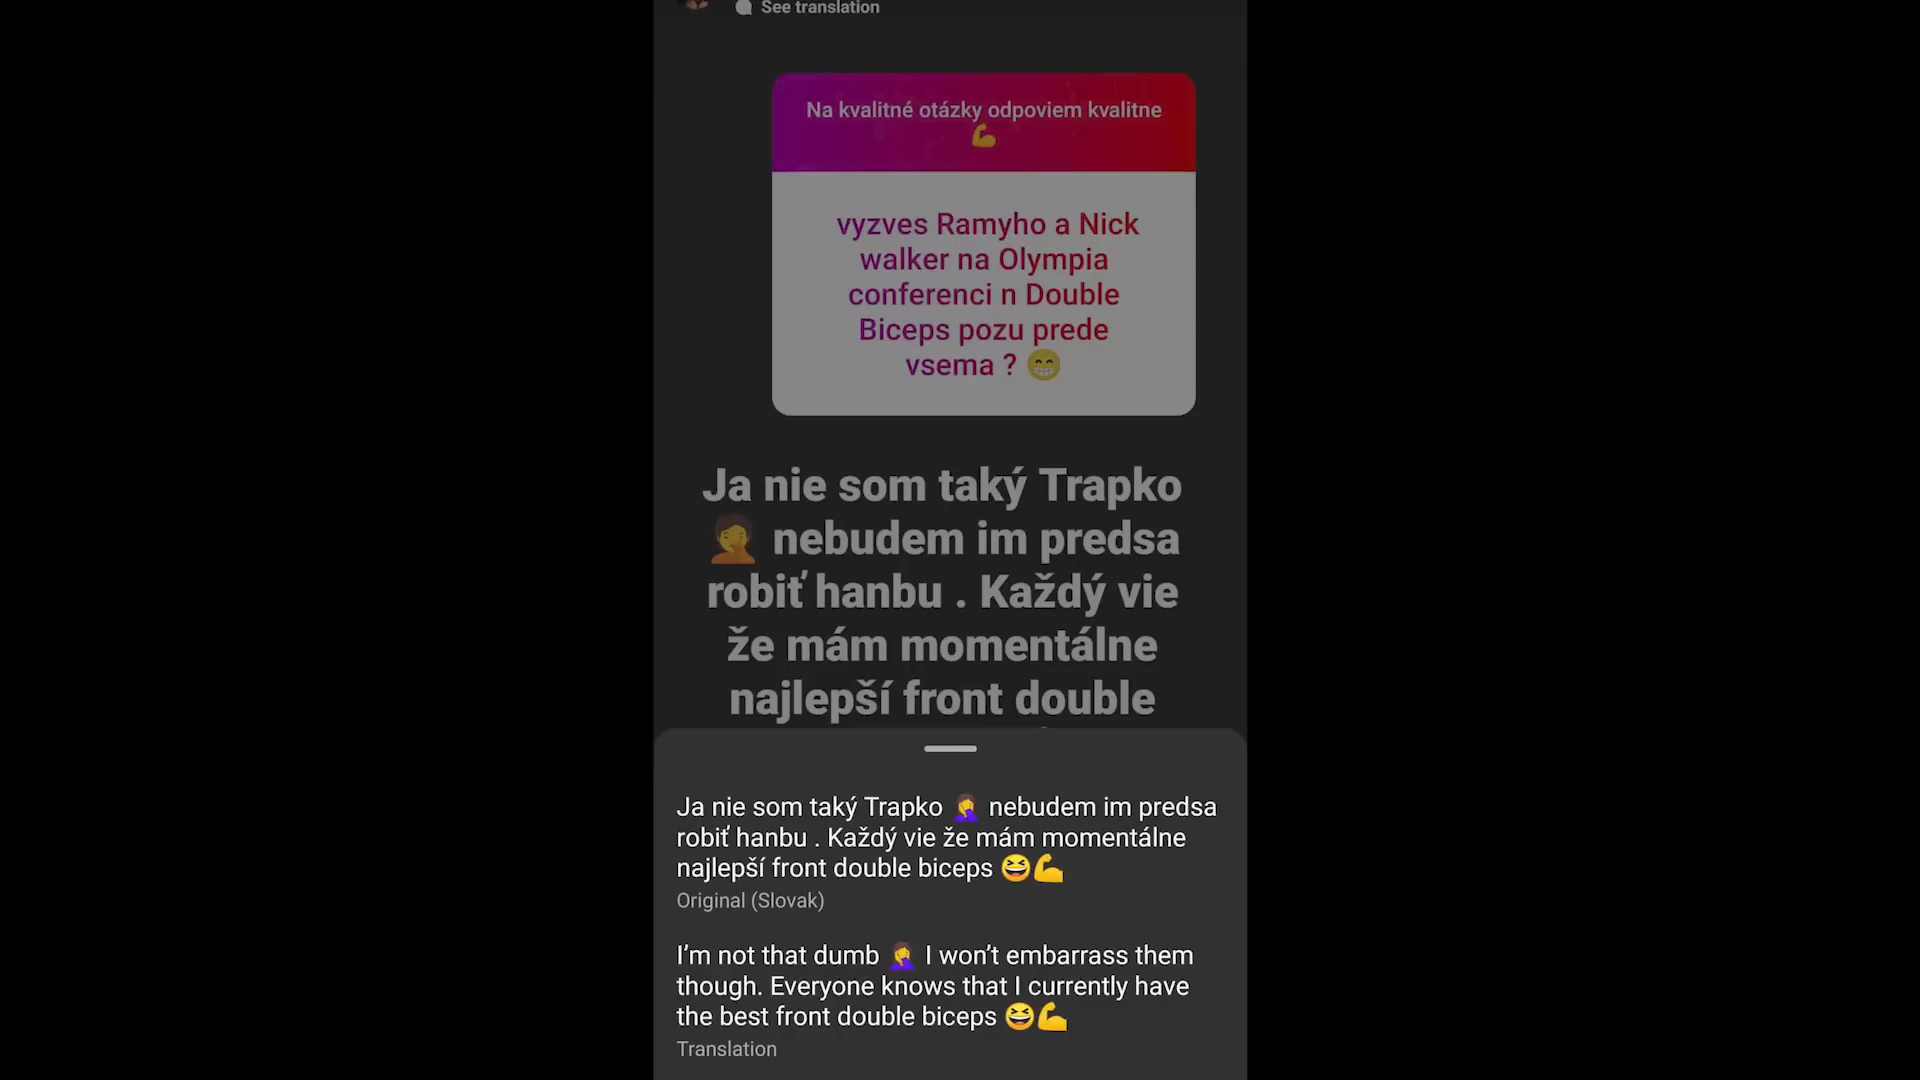 See translation
Na kvalitné otázky odpoviem kvalitne
💪
vyzves Ramyho a Nick
walker na Olympia
conferenci n Double
Biceps pozu prede
vsema ? 😁
Ja nie som taký Trapko
🤦 nebudem im predsa
robiť hanbu . Každý vie
že mám momentálne
najlepší front double
Ja nie som taký Trapko 🤦‍♀️ nebudem im predsa
robiť hanbu . Každý vie že mám momentálne
najlepší front double biceps 😆💪
Original (Slovak)
I’m not that dumb 🤦‍♀️ I won’t embarrass them
though. Everyone knows that I currently have
the best front double biceps 😆💪
Translation